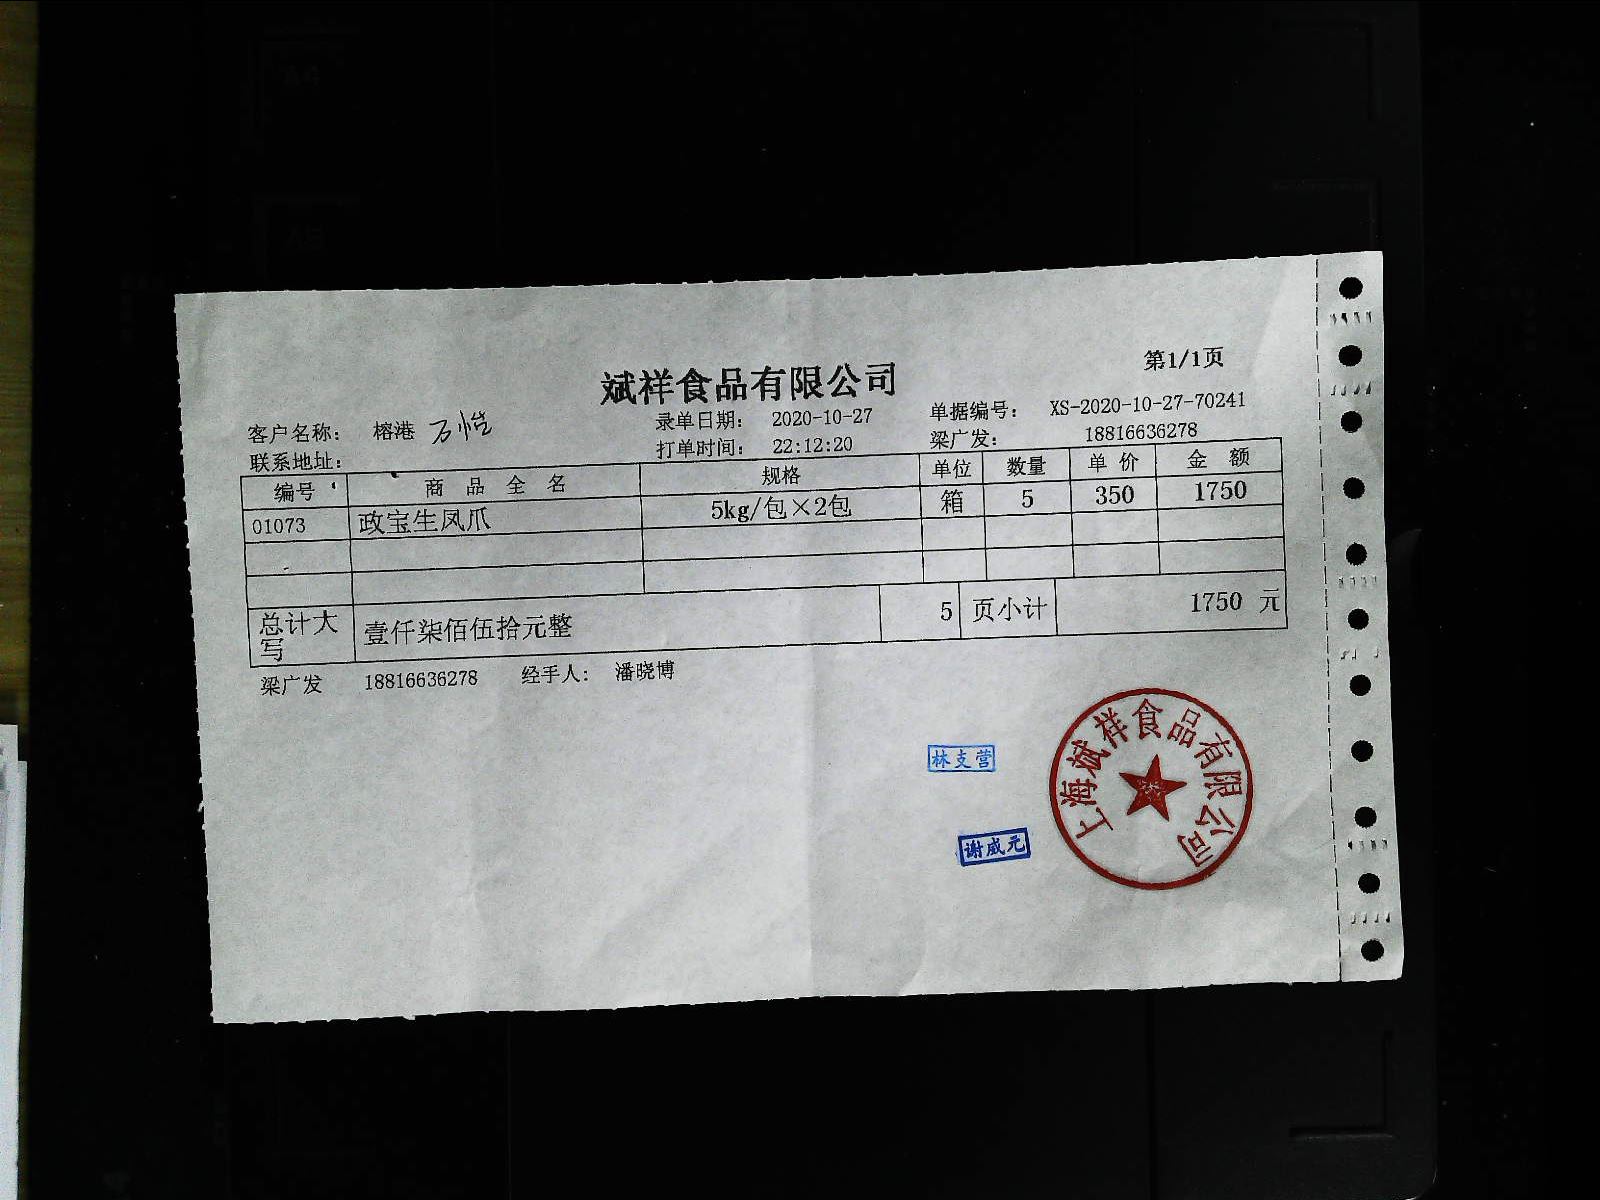 第1/1页
斌祥食品有限公司
客户名称： 榕港 万恺 录单日期： 2020-10-27 单据编号： XS-2020-10-27-70241
联系地址： 打单时间： 22:12:20 梁广发： 18816636278
编号 商品全名 规格 单位 数量 单价 金额
01073 政宝生凤爪 5kg/包×2包 箱 5 350 1750
总计大写 壹仟柒佰伍拾元整 5 页小计 1750 元
梁广发 18816636278 经手人： 潘晓博
林支营
谢威元
上海斌祥食品有限公司